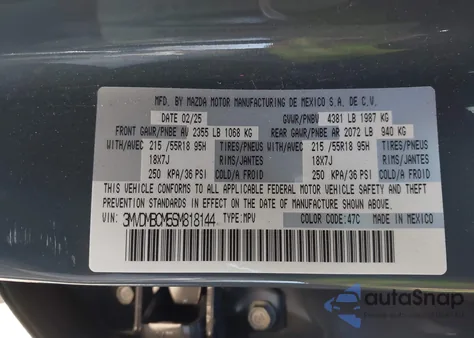 MFD. BY MAZDA MOTOR MANUFACTURING DE MEXICO S.A. DE C.V.
DATE 02/25 GVWR/PNBV 4381 LB 1987 KG
FRONT GAWR/PNBE AV 2355 LB 1068 KG REAR GAWR/PNBE AR 2072 LB 940 KG
WITH/AVEC 215/55R18 95H TIRES/PNEUS WITH/AVEC 215/55R18 95H TIRES/PNEUS
18X7J RIMS/JANTES 18X7J RIMS/JANTES
250 KPA/36 PSI COLD/A FROID 250 KPA/36 PSI COLD/A FROID
THIS VEHICLE CONFORMS TO ALL APPLICABLE FEDERAL MOTOR VEHICLE SAFETY AND THEFT
PREVENTION STANDARDS IN EFFECT ON THE DATE OF MANUFACTURE SHOWN ABOVE.
VIN: 3MVDMBCM5SM818144 TYPE: MPV COLOR CODE: 47C MADE IN MEXICO
autoSnap